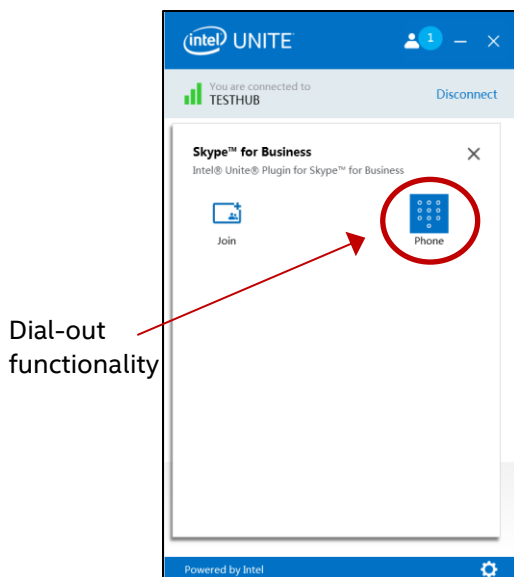 intel UNITE 1
You are connected to
TESTHUB
Disconnect
Skype™ for Business
Intel® Unite® Plugin for Skype™ for Business
Join
Phone
Dial-out
functionality
Powered by Intel